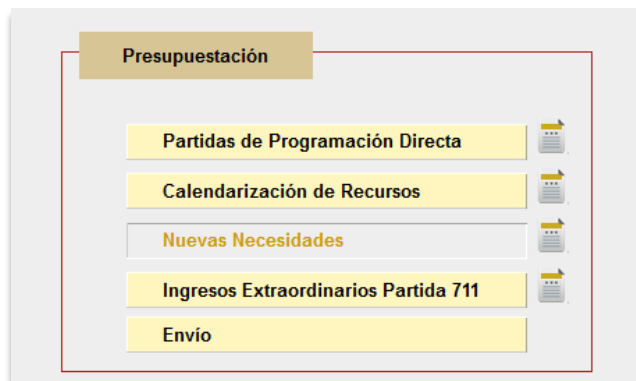 Presupuestación
Partidas de Programación Directa
Calendarización de Recursos
Nuevas Necesidades
Ingresos Extraordinarios Partida 711
Envío